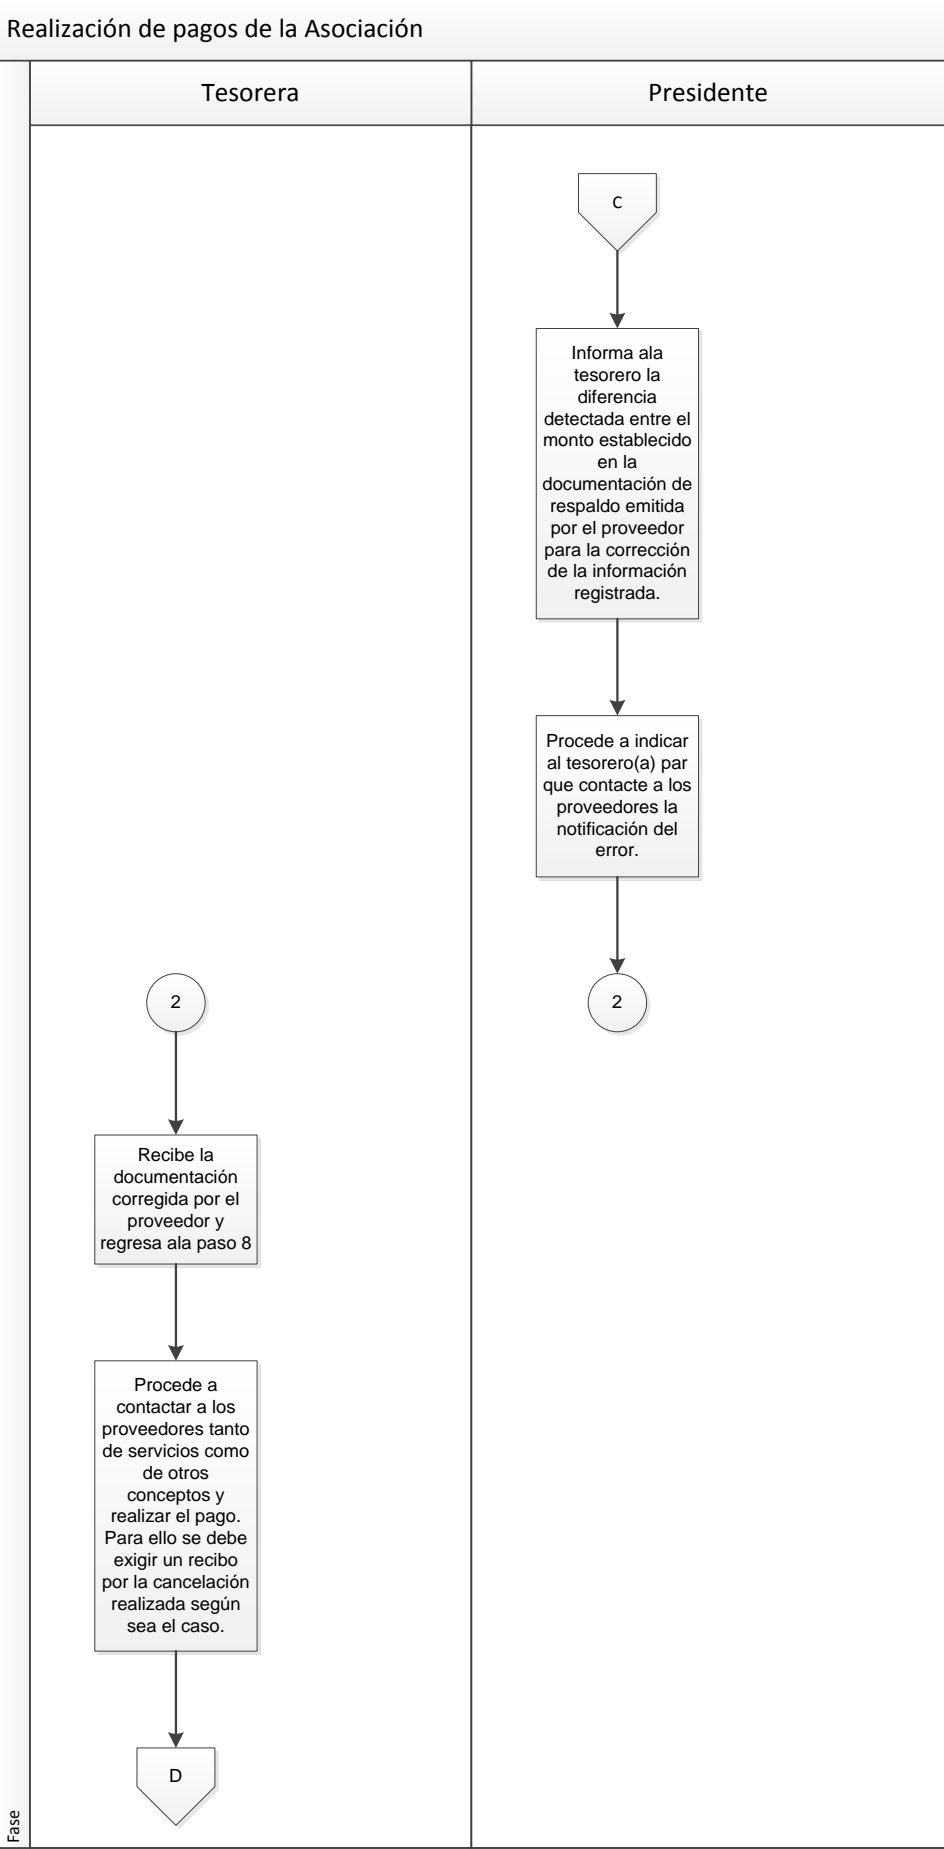 Realización de pagos de la Asociación
Tesorera
Presidente
C
Informa ala
tesorero la
diferencia
detectada entre el
monto establecido
en la
documentación de
respaldo emitida
por el proveedor
para la corrección
de la información
registrada.
Procede a indicar
al tesorero(a) par
que contacte a los
proveedores la
notificación del
error.
2
2
Recibe la
documentación
corregida por el
proveedor y
regresa ala paso 8
Procede a
contactar a los
proveedores tanto
de servicios como
de otros
conceptos y
realizar el pago.
Para ello se debe
exigir un recibo
por la cancelación
realizada según
sea el caso.
D
Fase